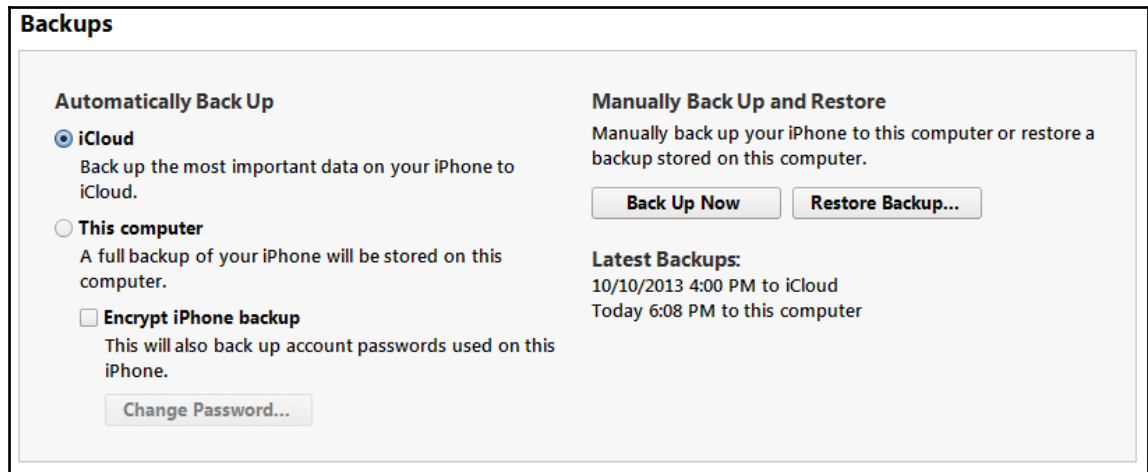 Backups
Automatically Back Up
iCloud
Back up the most important data on your iPhone to
iCloud.
This computer
A full backup of your iPhone will be stored on this
computer.
Encrypt iPhone backup
This will also back up account passwords used on this
iPhone.
Change Password...
Manually Back Up and Restore
Manually back up your iPhone to this computer or restore a
backup stored on this computer.
Back Up Now
Restore Backup...
Latest Backups:
10/10/2013 4:00 PM to iCloud
Today 6:08 PM to this computer